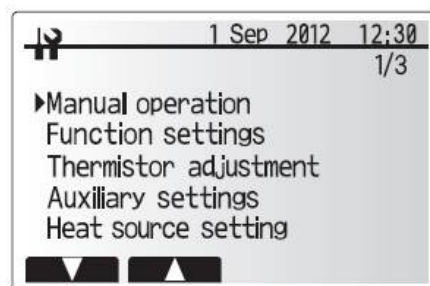 1 Sep 2012 12:30
1/3
Manual operation
Function settings
Thermistor adjustment
Auxiliary settings
Heat source setting